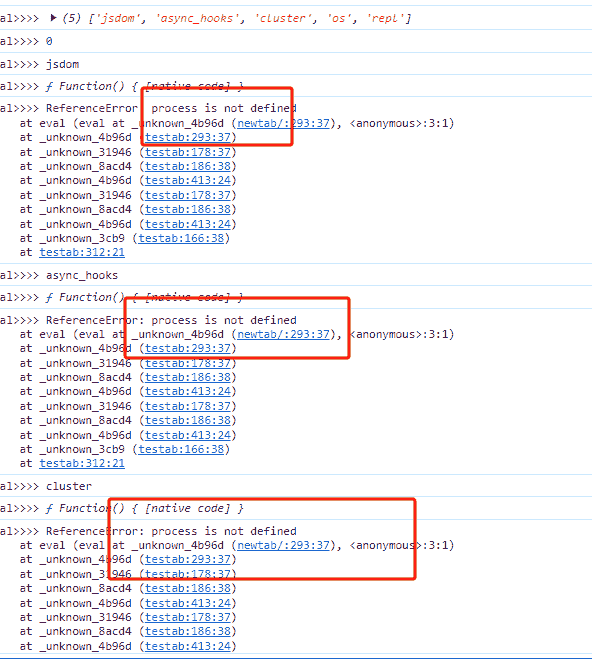 al>>>> ▶ (5) ['jsdom', 'async_hooks', 'cluster', 'os', 'repl']
al>>>> 0
al>>>> jsdom
al>>>> ƒ Function() { [native code] }
al>>>> ReferenceError: process is not defined
at eval (eval at _unknown_4b96d (newtab/:293:37), <anonymous>:3:1)
at _unknown_4b96d (testab:293:37)
at _unknown_31946 (testab:178:37)
at _unknown_8acd4 (testab:186:38)
at _unknown_4b96d (testab:413:24)
at _unknown_31946 (testab:178:37)
at _unknown_8acd4 (testab:186:38)
at _unknown_4b96d (testab:413:24)
at _unknown_3cb9 (testab:166:38)
at testab:312:21
al>>>> async_hooks
al>>>> ƒ Function() { [native code] }
al>>>> ReferenceError: process is not defined
at eval (eval at _unknown_4b96d (newtab/:293:37), <anonymous>:3:1)
at _unknown_4b96d (testab:293:37)
at _unknown_31946 (testab:178:37)
at _unknown_8acd4 (testab:186:38)
at _unknown_4b96d (testab:413:24)
at _unknown_31946 (testab:178:37)
at _unknown_8acd4 (testab:186:38)
at _unknown_4b96d (testab:413:24)
at _unknown_3cb9 (testab:166:38)
at testab:312:21
al>>>> cluster
al>>>> ƒ Function() { [native code] }
al>>>> ReferenceError: process is not defined
at eval (eval at _unknown_4b96d (newtab/:293:37), <anonymous>:3:1)
at _unknown_4b96d (testab:293:37)
at _unknown_31946 (testab:178:37)
at _unknown_8acd4 (testab:186:38)
at _unknown_4b96d (testab:413:24)
at _unknown_31946 (testab:178:37)
at _unknown_8acd4 (testab:186:38)
at _unknown_4b96d (testab:413:24)